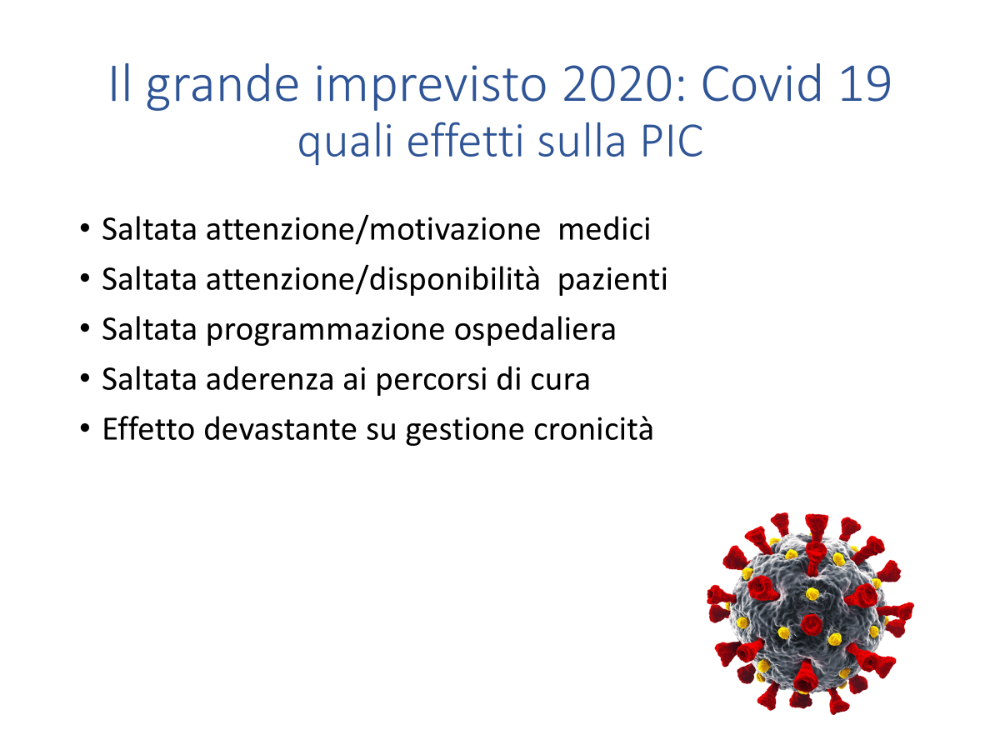 Il grande imprevisto 2020: Covid 19
quali effetti sulla PIC
• Saltata attenzione/motivazione  medici
• Saltata attenzione/disponibilità  pazienti
• Saltata programmazione ospedaliera
• Saltata aderenza ai percorsi di cura
• Effetto devastante su gestione cronicità